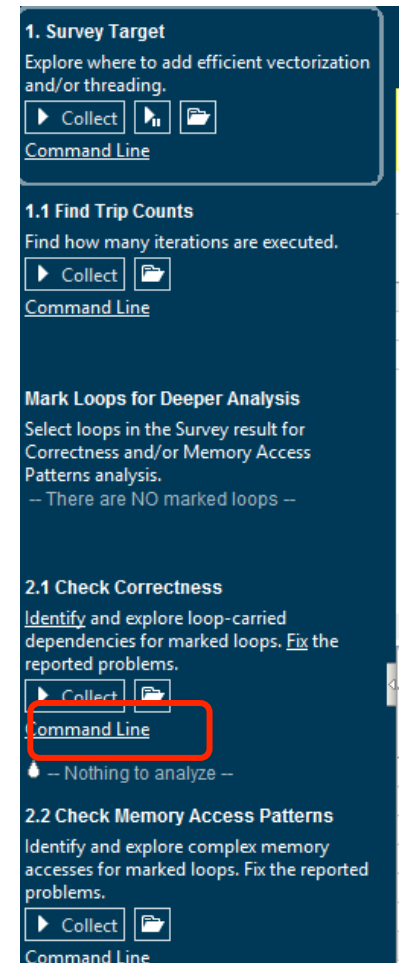 1. Survey Target
Explore where to add efficient vectorization
and/or threading.
Collect
Command Line
1.1 Find Trip Counts
Find how many iterations are executed.
Collect
Command Line
Mark Loops for Deeper Analysis
Select loops in the Survey result for
Correctness and/or Memory Access
Patterns analysis.
-- There are NO marked loops --
2.1 Check Correctness
Identify and explore loop-carried
dependencies for marked loops. Fix the
reported problems.
Collect
Command Line
-- Nothing to analyze --
2.2 Check Memory Access Patterns
Identify and explore complex memory
accesses for marked loops. Fix the reported
problems.
Collect
Command Line